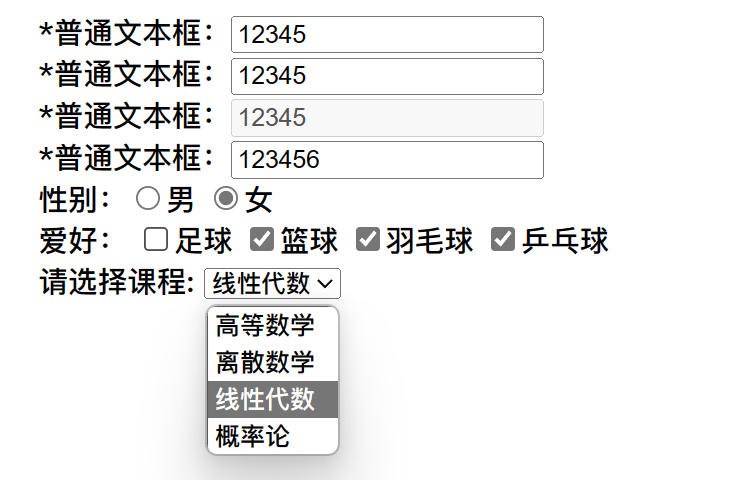 *普通文本框： 12345
*普通文本框： 12345
*普通文本框： 12345
*普通文本框： 123456
性别： 男 女
爱好： 足球 篮球 羽毛球 乒乓球
请选择课程: 线性代数
高等数学
离散数学
线性代数
概率论